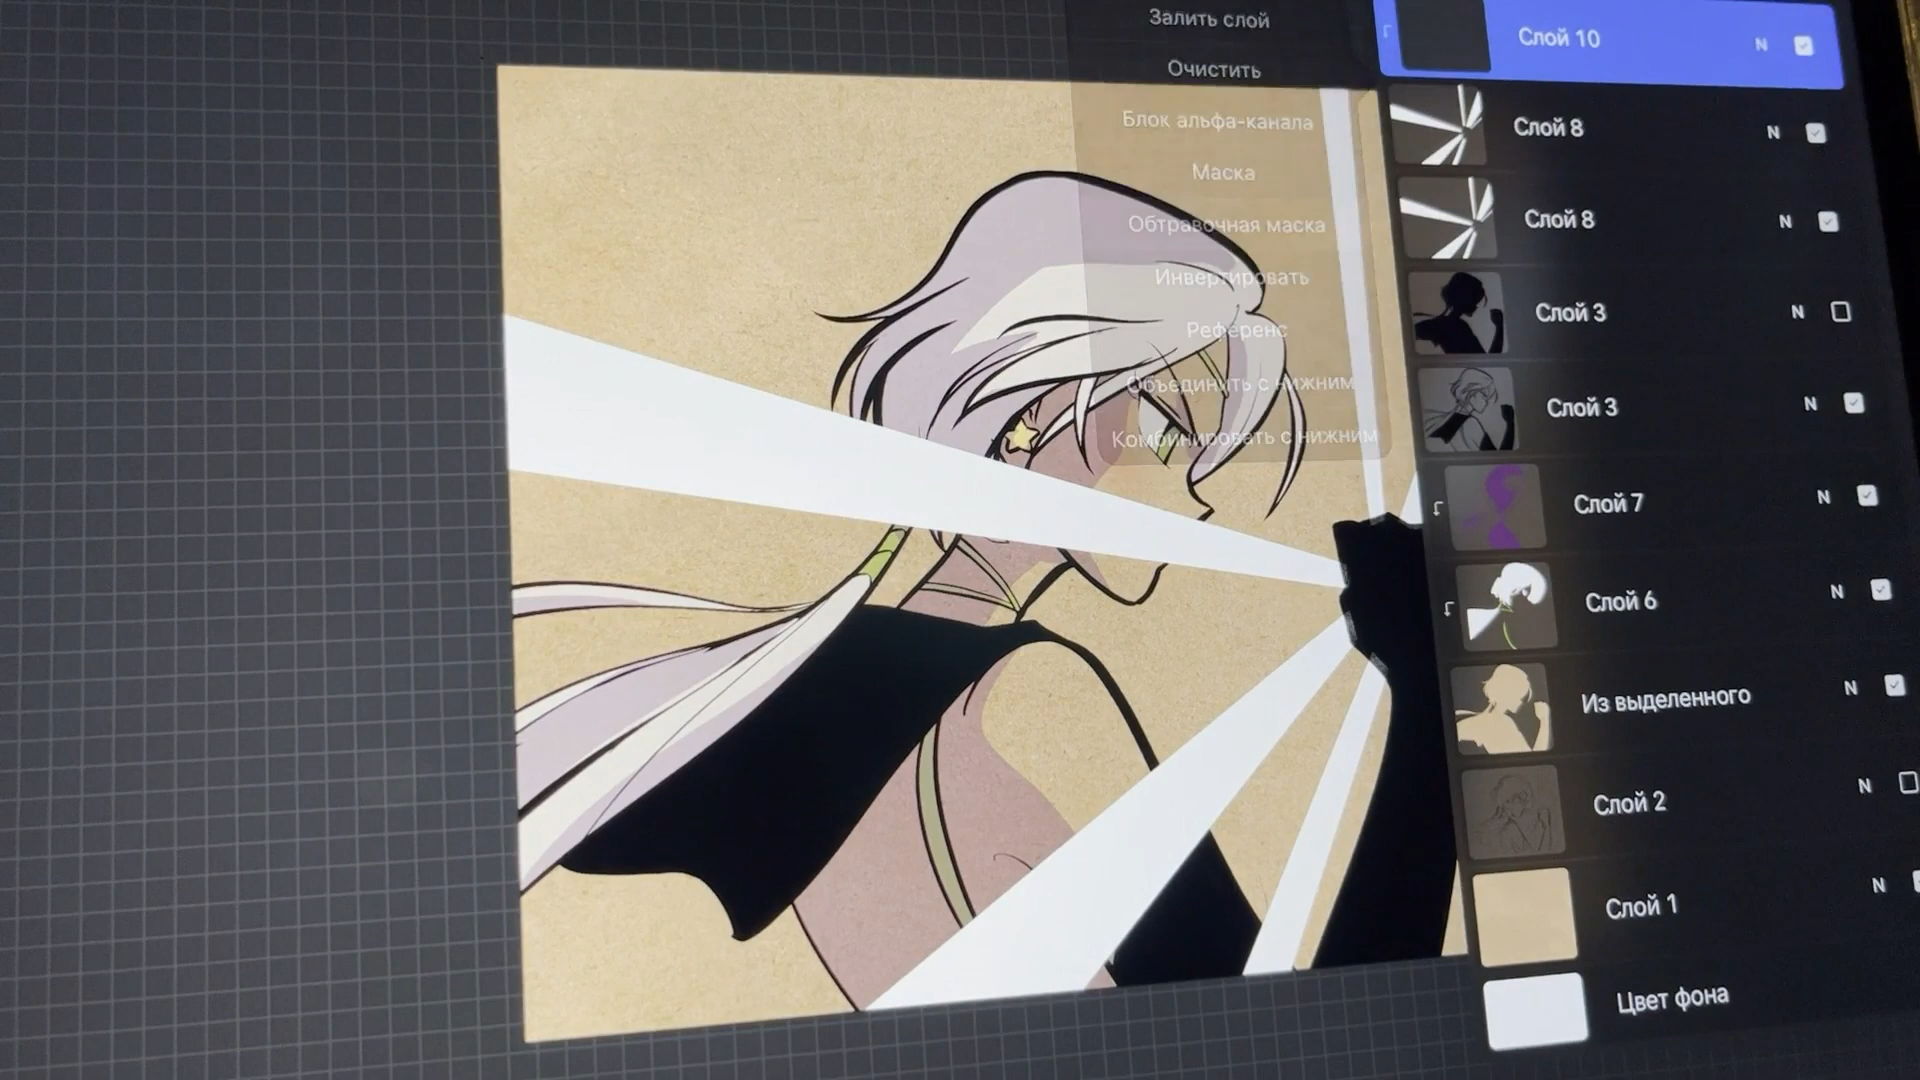 Залить слой
Очистить
Блок альфа-канала
Маска
Обтравочная маска
Инвертировать
Референс
Объединить с нижним
Комбинировать с нижним
Слой 10 N
Слой 8 N
Слой 8 N
Слой 3 N
Слой 3 N
Слой 7 N
Слой 6 N
Из выделенного N
Слой 2 N
Слой 1 N
Цвет фона